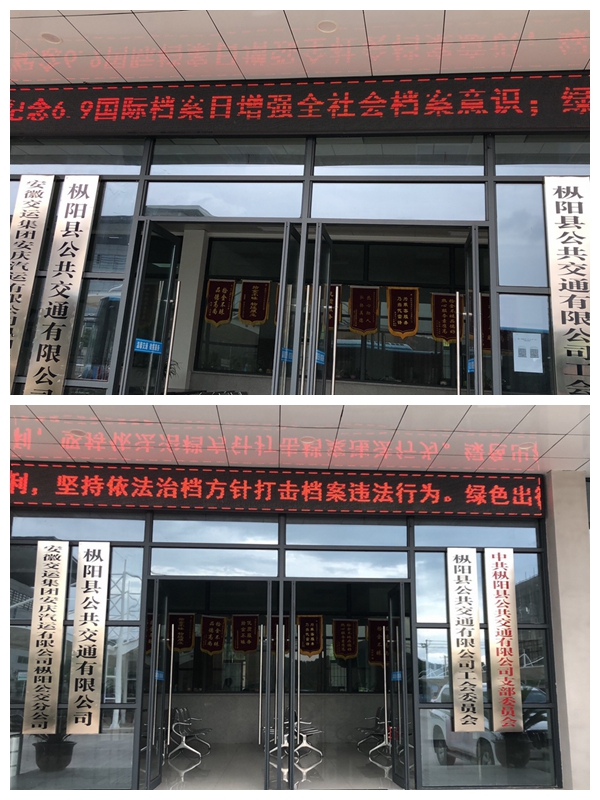 纪念6.9国际档案日增强全社会档案意识；绿
安徽交运集团安庆汽运有限公司
枞阳县公共交通有限公司
枞阳县公共交通有限公司工会委
利，坚持依法治档方针打击档案违法行为。绿色出行
安徽交运集团安庆汽运有限公司枞阳公交分公司
枞阳县公共交通有限公司
枞阳县公共交通有限公司工会委员会
中共枞阳县公共交通有限公司支部委员会